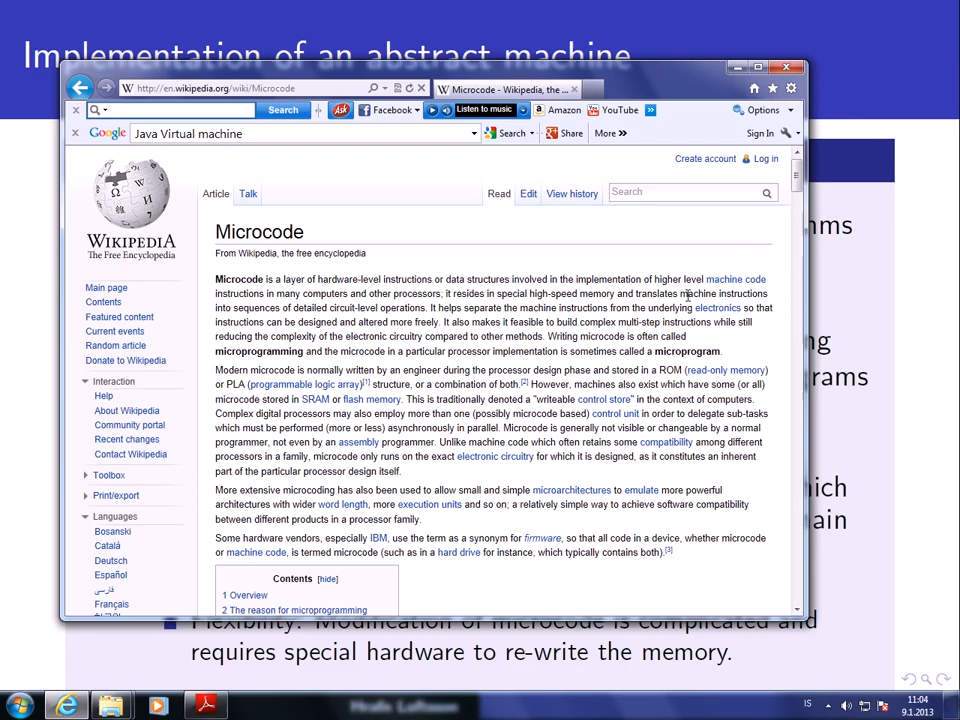 Implementation of an abstract machine
http://en.wikipedia.org/wiki/Microcode
Microcode - Wikipedia, the ...
Search
Ask
Facebook
Listen to music
Amazon
YouTube
Options
Google
Java Virtual machine
Search
Share
More
Sign In
Create account
Log in
Article
Talk
Read
Edit
View history
Search
WIKIPEDIA
The Free Encyclopedia
Main page
Contents
Featured content
Current events
Random article
Donate to Wikipedia
Interaction
Help
About Wikipedia
Community portal
Recent changes
Contact Wikipedia
Toolbox
Print/export
Languages
Bosanski
Català
Deutsch
Español
فارسی
Français
Microcode
From Wikipedia, the free encyclopedia
Microcode is a layer of hardware-level instructions or data structures involved in the implementation of higher level machine code
instructions in many computers and other processors; it resides in special high-speed memory and translates machine instructions
into sequences of detailed circuit-level operations. It helps separate the machine instructions from the underlying electronics so that
instructions can be designed and altered more freely. It also makes it feasible to build complex multi-step instructions while still
reducing the complexity of the electronic circuitry compared to other methods. Writing microcode is often called
microprogramming and the microcode in a particular processor implementation is sometimes called a microprogram.
Modern microcode is normally written by an engineer during the processor design phase and stored in a ROM (read-only memory)
or PLA (programmable logic array)[1] structure, or a combination of both.[2] However, machines also exist which have some (or all)
microcode stored in SRAM or flash memory. This is traditionally denoted a "writeable control store" in the context of computers.
Complex digital processors may also employ more than one (possibly microcode based) control unit in order to delegate sub-tasks
which must be performed (more or less) asynchronously in parallel. Microcode is generally not visible or changeable by a normal
programmer, not even by an assembly programmer. Unlike machine code which often retains some compatibility among different
processors in a family, microcode only runs on the exact electronic circuitry for which it is designed, as it constitutes an inherent
part of the particular processor design itself.
More extensive microcoding has also been used to allow small and simple microarchitectures to emulate more powerful
architectures with wider word length, more execution units and so on; a relatively simple way to achieve software compatibility
between different products in a processor family.
Some hardware vendors, especially IBM, use the term as a synonym for firmware, so that all code in a device, whether microcode
or machine code, is termed microcode (such as in a hard drive for instance, which typically contains both).[3]
Contents [hide]
1 Overview
2 The reason for microprogramming
Flexibility: Modification of microcode is complicated and
requires special hardware to re-write the memory.
Hrafn Loftsson
IS
11:04
9.1.2013